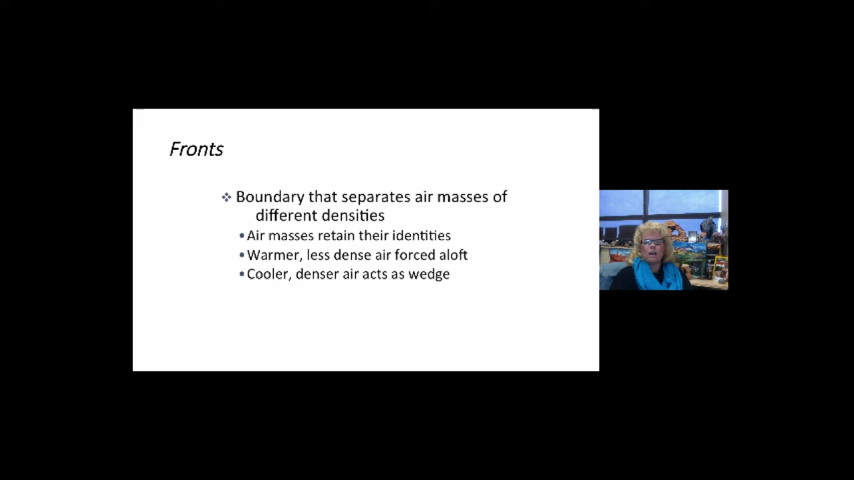 Fronts
❖ Boundary that separates air masses of
different densities
• Air masses retain their identities
• Warmer, less dense air forced aloft
• Cooler, denser air acts as wedge